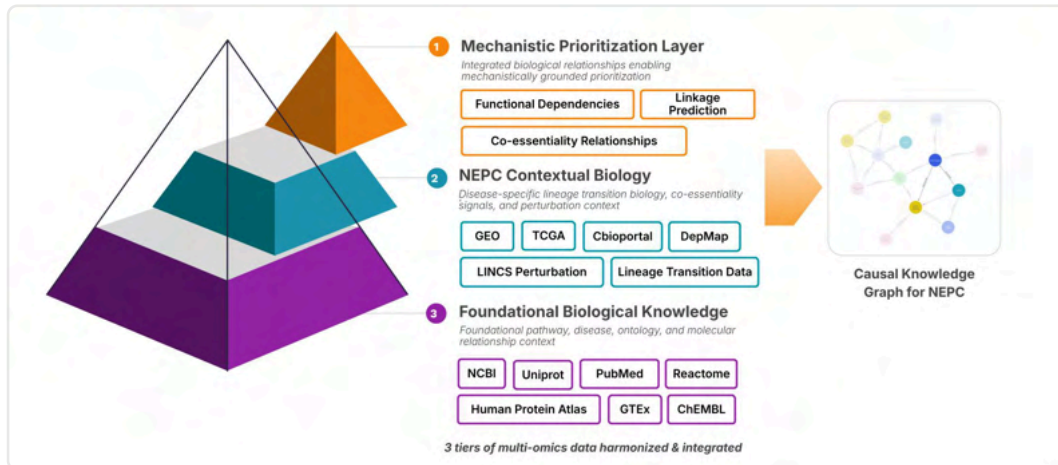 1
Mechanistic Prioritization Layer
Integrated biological relationships enabling
mechanistically grounded prioritization
Functional Dependencies
Linkage
Prediction
Co-essentiality Relationships
2
NEPC Contextual Biology
Disease-specific lineage transition biology, co-essentiality
signals, and perturbation context
GEO
TCGA
Cbioportal
DepMap
LINCS Perturbation
Lineage Transition Data
3
Foundational Biological Knowledge
Foundational pathway, disease, ontology, and molecular
relationship context
NCBI
Uniprot
PubMed
Reactome
Human Protein Atlas
GTEx
ChEMBL
3 tiers of multi-omics data harmonized & integrated
Causal Knowledge
Graph for NEPC